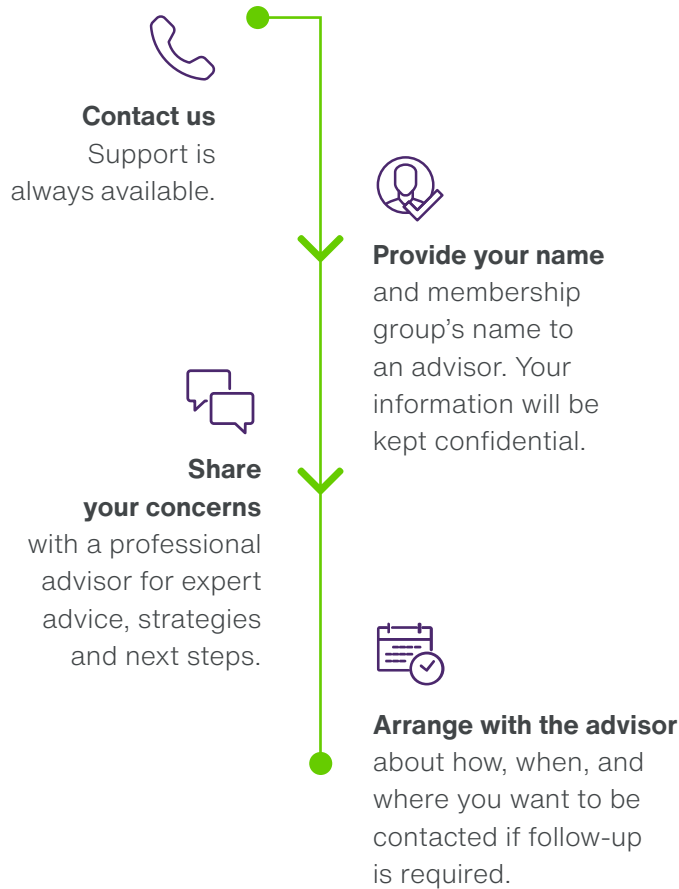 Contact us
Support is
always available.
Provide your name
and membership
group’s name to
an advisor. Your
information will be
kept confidential.
Share
your concerns
with a professional
advisor for expert
advice, strategies
and next steps.
Arrange with the advisor
about how, when, and
where you want to be
contacted if follow-up
is required.